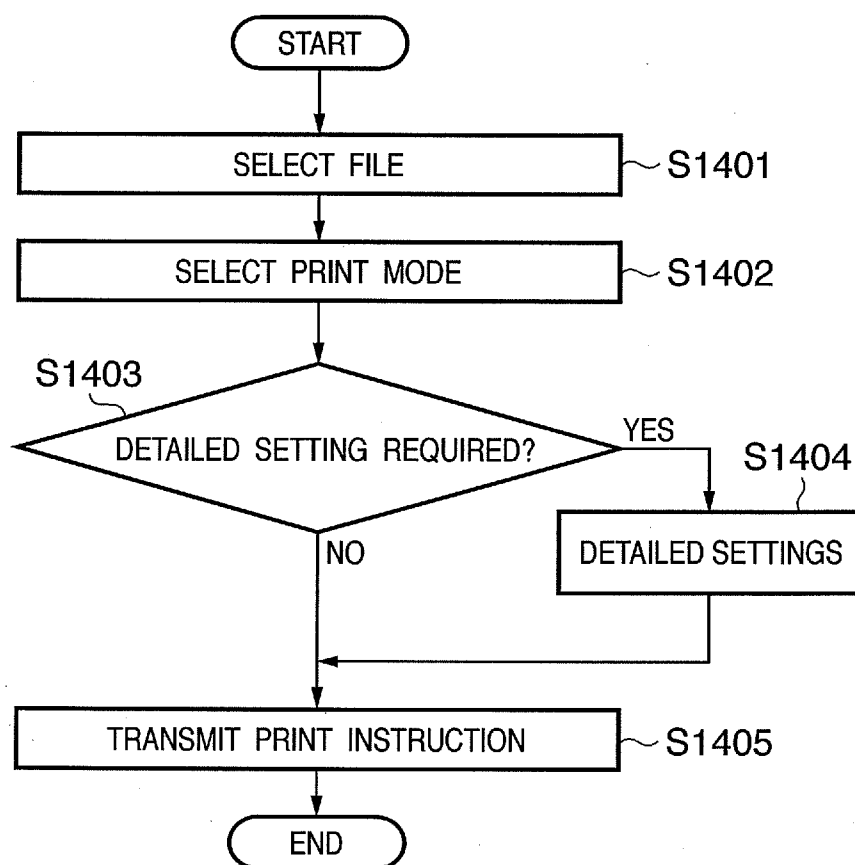 START
SELECT FILE
S1401
SELECT PRINT MODE
S1402
S1403
DETAILED SETTING REQUIRED?
YES
S1404
NO
DETAILED SETTINGS
TRANSMIT PRINT INSTRUCTION
S1405
END